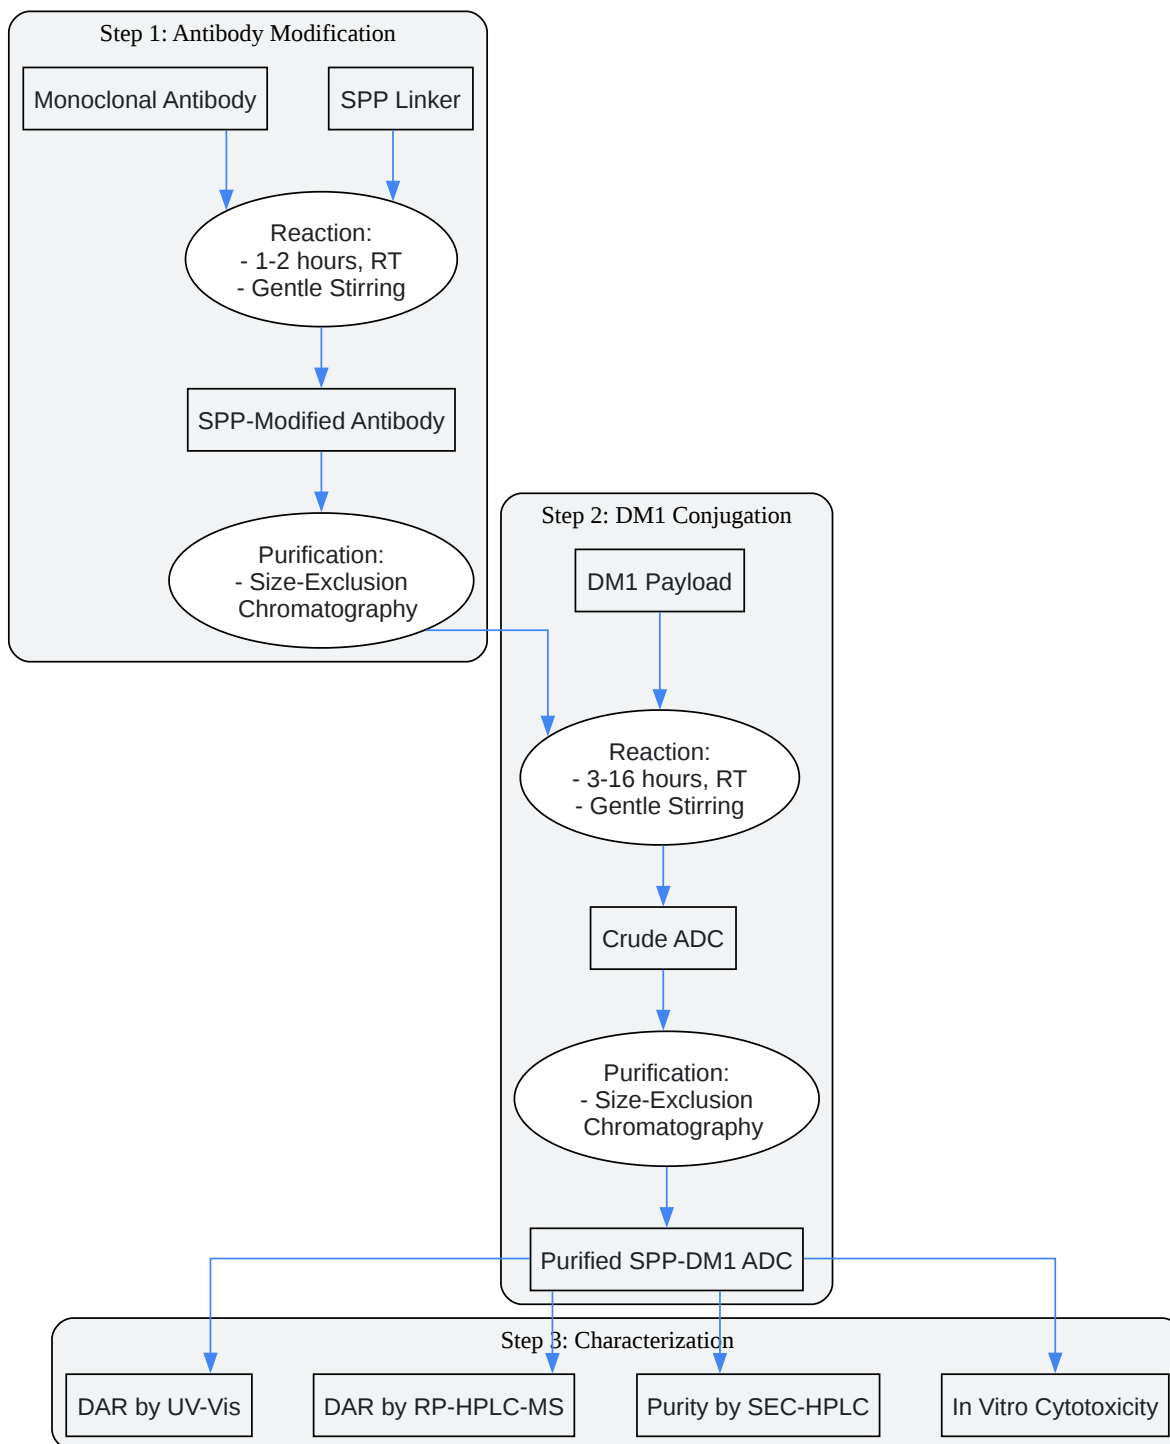 Step 1: Antibody Modification
Monoclonal Antibody
SPP Linker
Reaction:
- 1-2 hours, RT
- Gentle Stirring
SPP-Modified Antibody
Purification:
- Size-Exclusion
Chromatography
Step 2: DM1 Conjugation
DM1 Payload
Reaction:
- 3-16 hours, RT
- Gentle Stirring
Crude ADC
Purification:
- Size-Exclusion
Chromatography
Purified SPP-DM1 ADC
Step 3: Characterization
DAR by UV-Vis
DAR by RP-HPLC-MS
Purity by SEC-HPLC
In Vitro Cytotoxicity